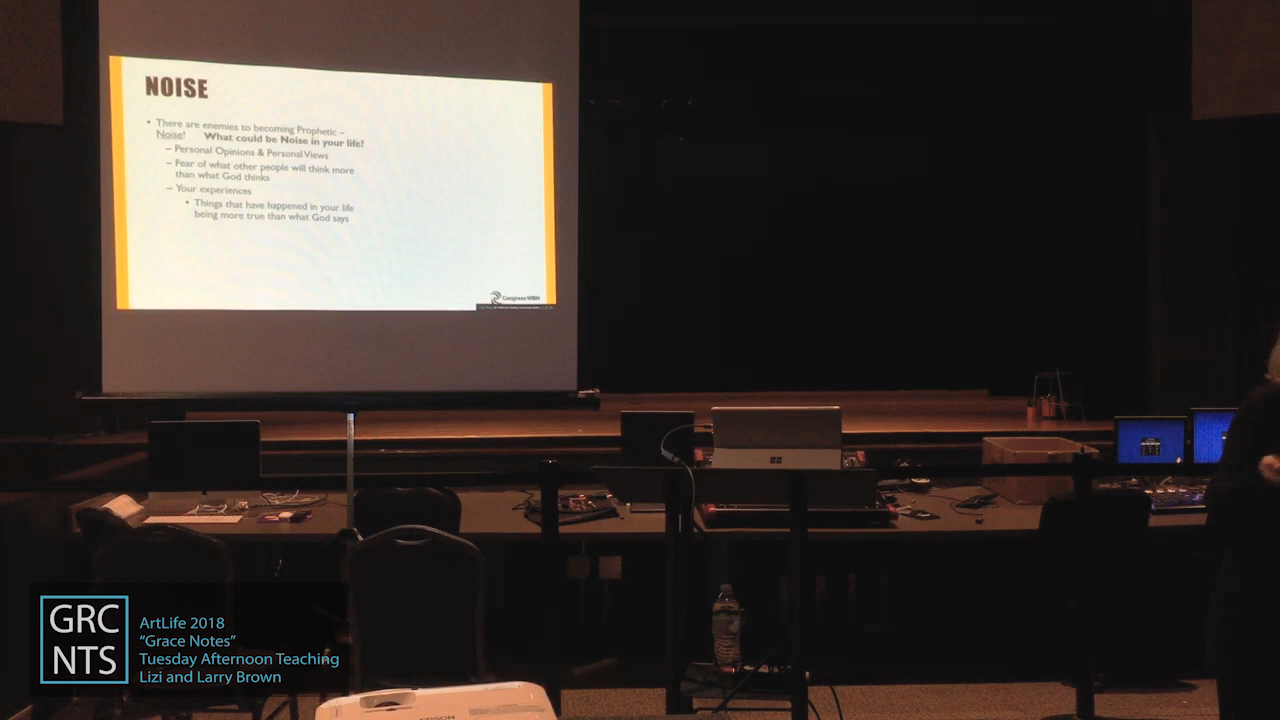 NOISE
• There are enemies to becoming Prophetic –
Noise! What could be Noise in your life?
– Personal Opinions & Personal Views
– Fear of what other people will think more
than what God thinks
– Your experiences
• Things that have happened in your life
being more true than what God says
Congress WBN
GRC
NTS
ArtLife 2018
“Grace Notes”
Tuesday Afternoon Teaching
Lizi and Larry Brown
EPSON